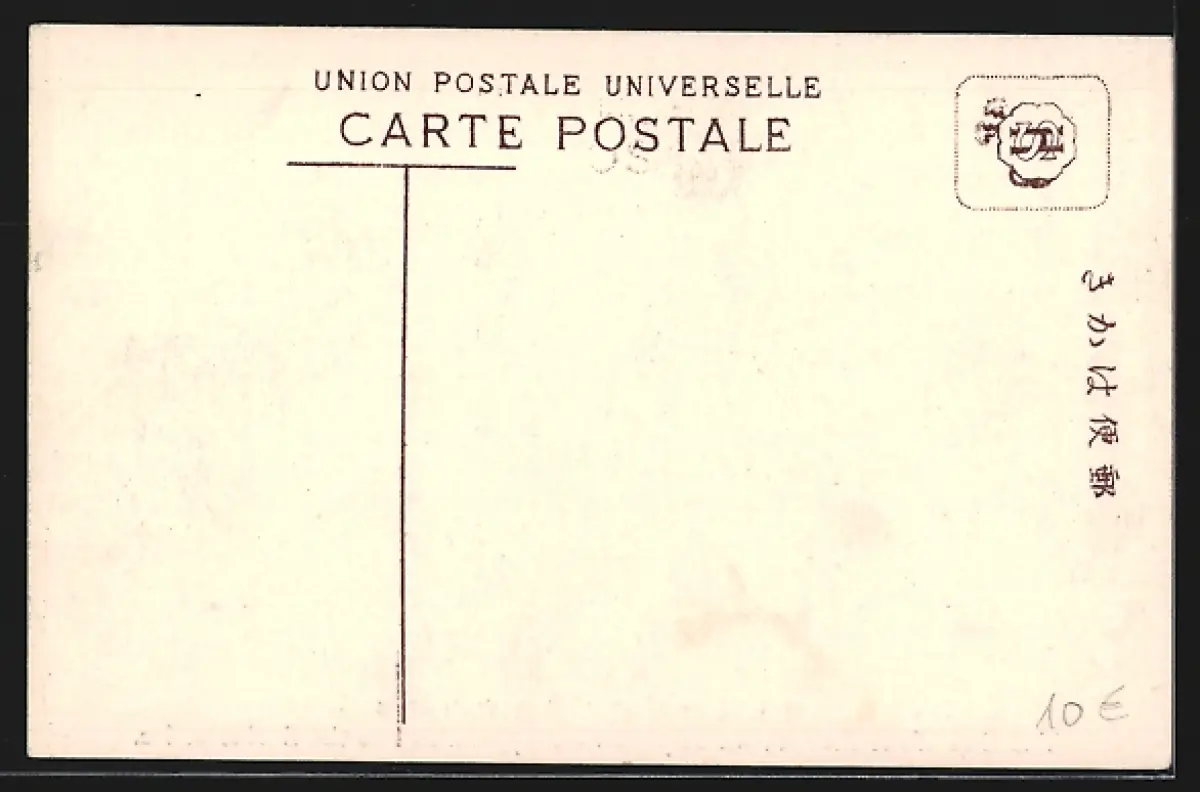 UNION POSTALE UNIVERSELLE
CARTE POSTALE
郵便はかき
10 €